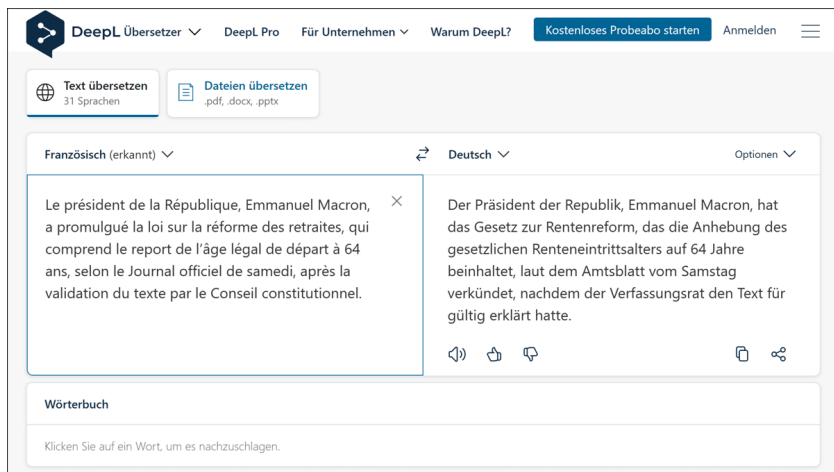 DeepL Übersetzer DeepL Pro Für Unternehmen Warum DeepL? Kostenloses Probeabo starten Anmelden
Text übersetzen
31 Sprachen
Dateien übersetzen
.pdf, .docx, .pptx
Französisch (erkannt)
Deutsch
Optionen
Le président de la République, Emmanuel Macron,
a promulgué la loi sur la réforme des retraites, qui
comprend le report de l’âge légal de départ à 64
ans, selon le Journal officiel de samedi, après la
validation du texte par le Conseil constitutionnel.
Der Präsident der Republik, Emmanuel Macron, hat
das Gesetz zur Rentenreform, das die Anhebung des
gesetzlichen Renteneintrittsalters auf 64 Jahre
beinhaltet, laut dem Amtsblatt vom Samstag
verkündet, nachdem der Verfassungsrat den Text für
gültig erklärt hatte.
Wörterbuch
Klicken Sie auf ein Wort, um es nachzuschlagen.